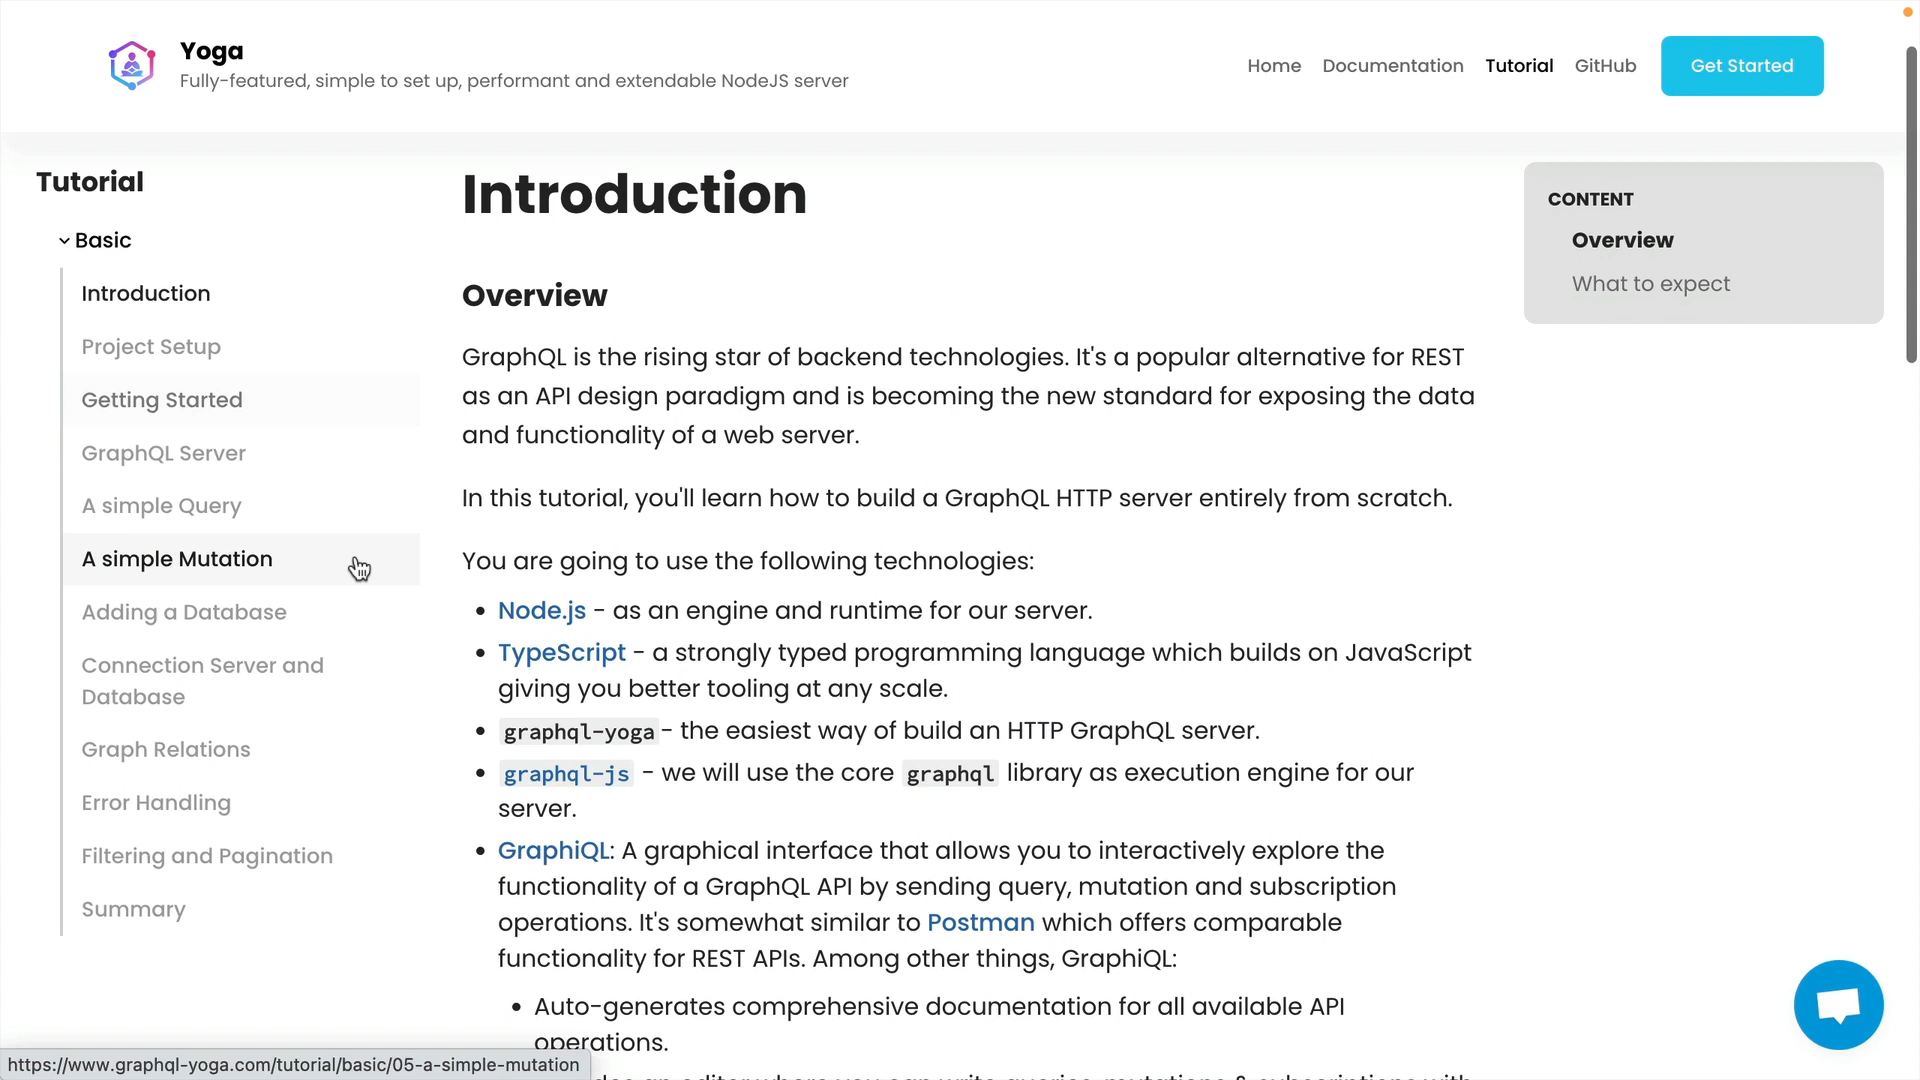 Yoga
Fully-featured, simple to set up, performant and extendable NodeJS server
Home
Documentation
Tutorial
GitHub
Get Started
Tutorial
Basic
Introduction
Project Setup
Getting Started
GraphQL Server
A simple Query
A simple Mutation
Adding a Database
Connection Server and
Database
Graph Relations
Error Handling
Filtering and Pagination
Summary
Introduction
Overview
GraphQL is the rising star of backend technologies. It's a popular alternative for REST
as an API design paradigm and is becoming the new standard for exposing the data
and functionality of a web server.
In this tutorial, you'll learn how to build a GraphQL HTTP server entirely from scratch.
You are going to use the following technologies:
• Node.js - as an engine and runtime for our server.
• TypeScript - a strongly typed programming language which builds on JavaScript
giving you better tooling at any scale.
• graphql-yoga - the easiest way of build an HTTP GraphQL server.
• graphql-js - we will use the core graphql library as execution engine for our
server.
• GraphiQL: A graphical interface that allows you to interactively explore the
functionality of a GraphQL API by sending query, mutation and subscription
operations. It's somewhat similar to Postman which offers comparable
functionality for REST APIs. Among other things, GraphiQL:
• Auto-generates comprehensive documentation for all available API
operations.
CONTENT
Overview
What to expect
https://www.graphql-yoga.com/tutorial/basic/05-a-simple-mutation